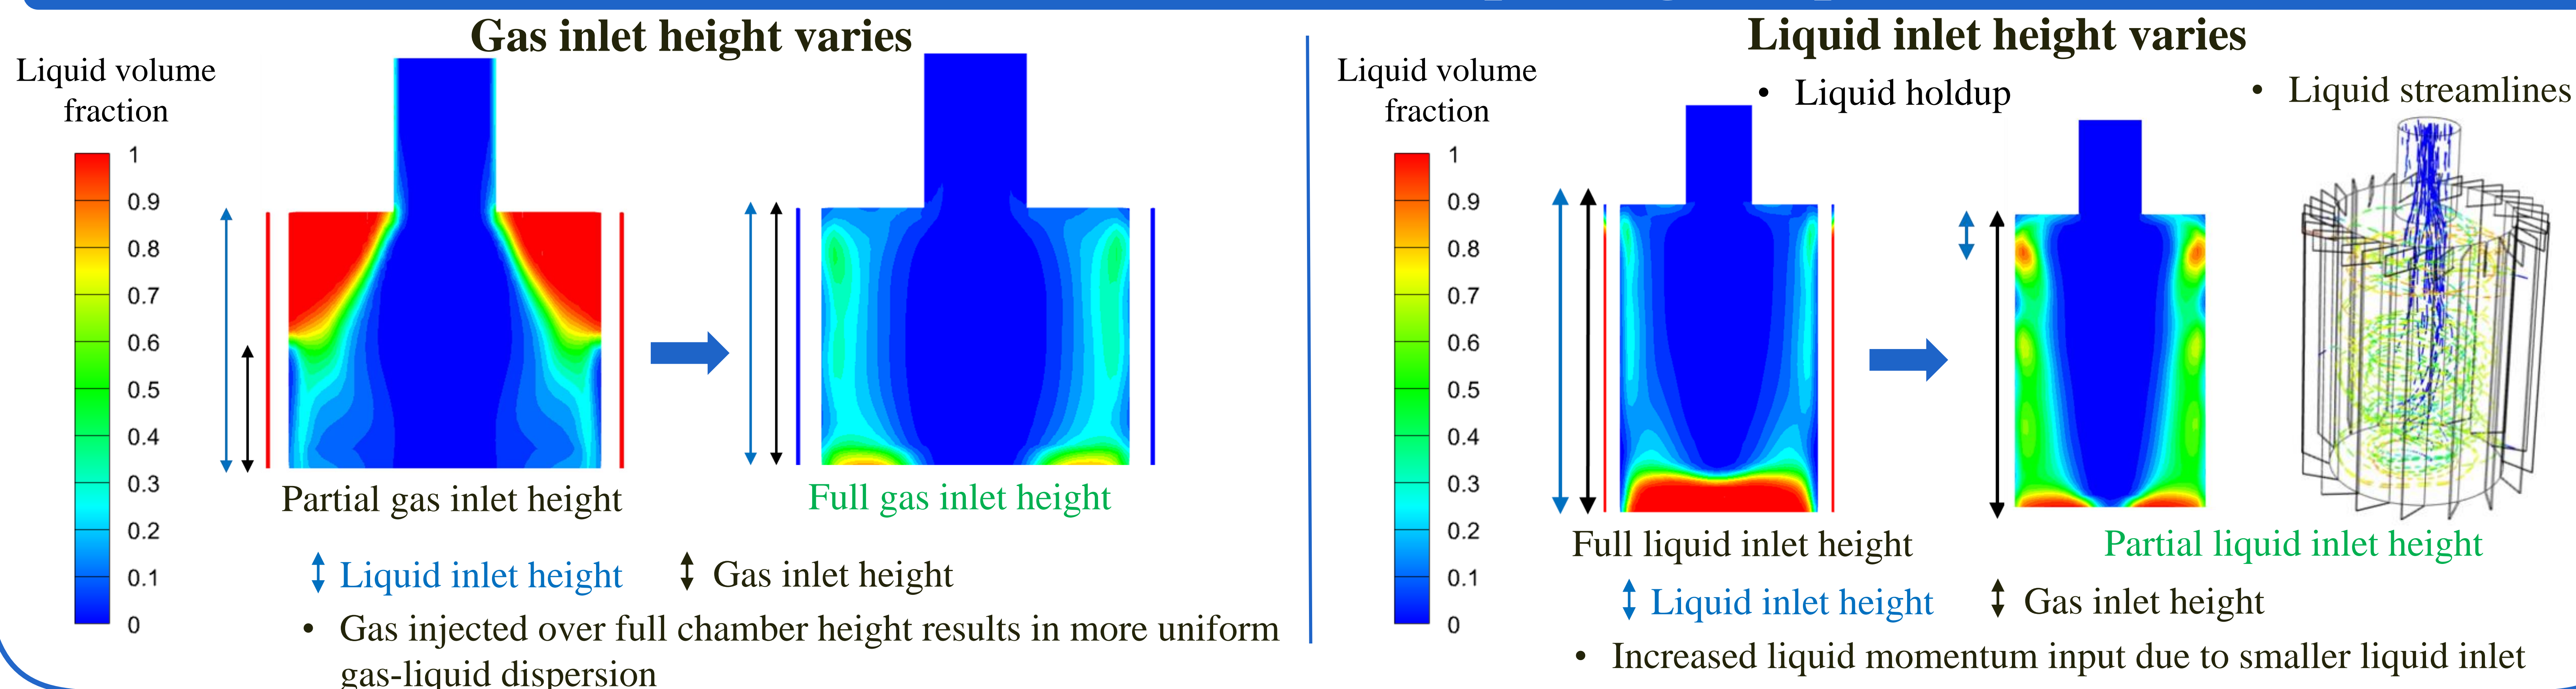 Gas inlet height varies
Liquid volume
fraction
1
0.9
0.8
0.7
0.6
0.5
0.4
0.3
0.2
0.1
0
Partial gas inlet height
Full gas inlet height
Liquid inlet height
Gas inlet height
• Gas injected over full chamber height results in more uniform
gas-liquid dispersion
Liquid inlet height varies
Liquid volume
fraction
• Liquid holdup
• Liquid streamlines
1
0.9
0.8
0.7
0.6
0.5
0.4
0.3
0.2
0.1
0
Full liquid inlet height
Partial liquid inlet height
Liquid inlet height
Gas inlet height
• Increased liquid momentum input due to smaller liquid inlet